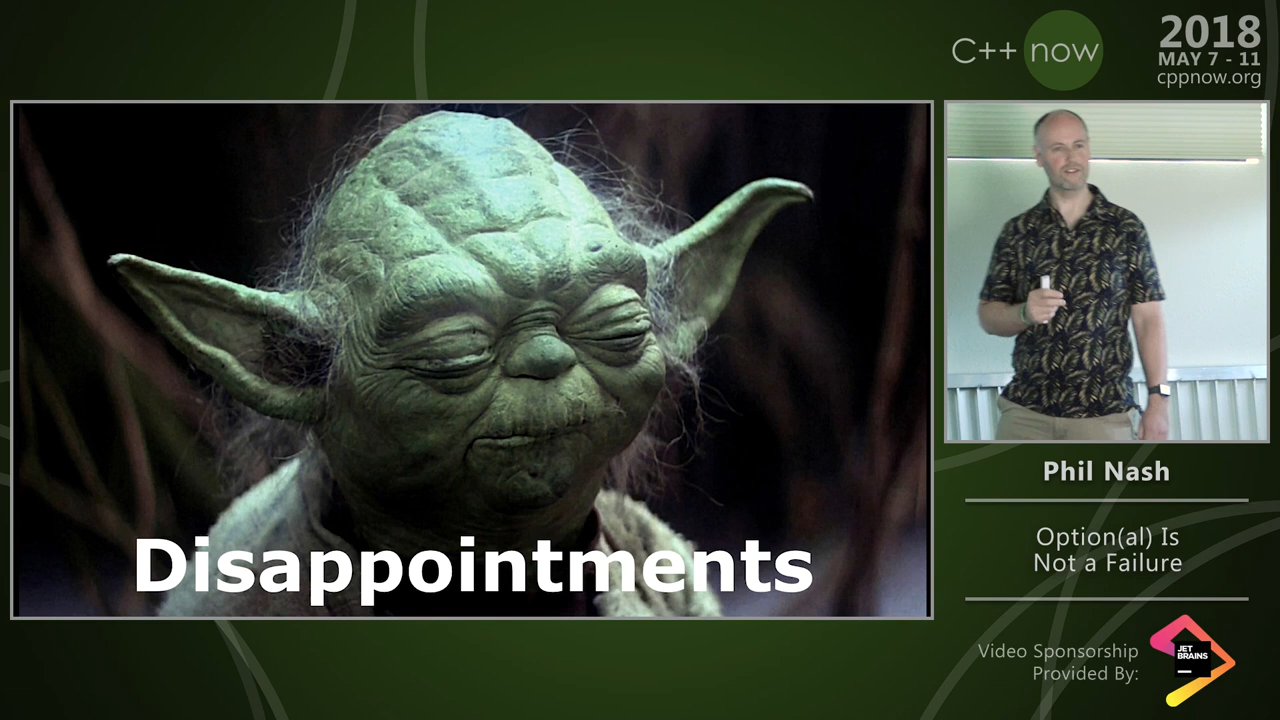 C++ now
2018
MAY 7 - 11
cppnow.org
Disappointments
Phil Nash
Option(al) Is
Not a Failure
Video Sponsorship
Provided By:
JET
BRAINS